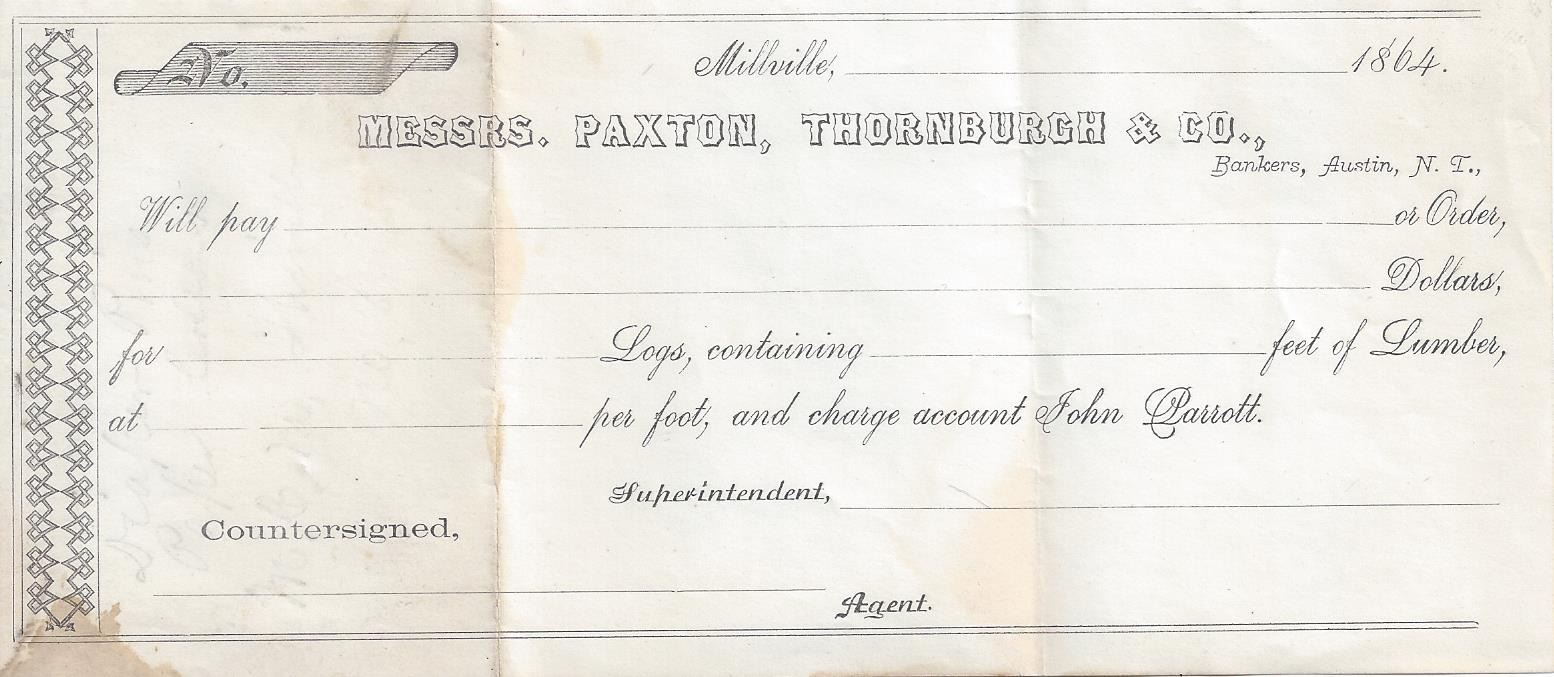 No. Millville, 1864.
MESSRS. PAXTON, THORNBURGH & CO.,
Bankers, Austin, N. T.,
Will pay or Order,
Dollars,
for Logs, containing feet of Lumber,
at per foot, and charge account John Parrott.
Superintendent,
Countersigned,
Agent.